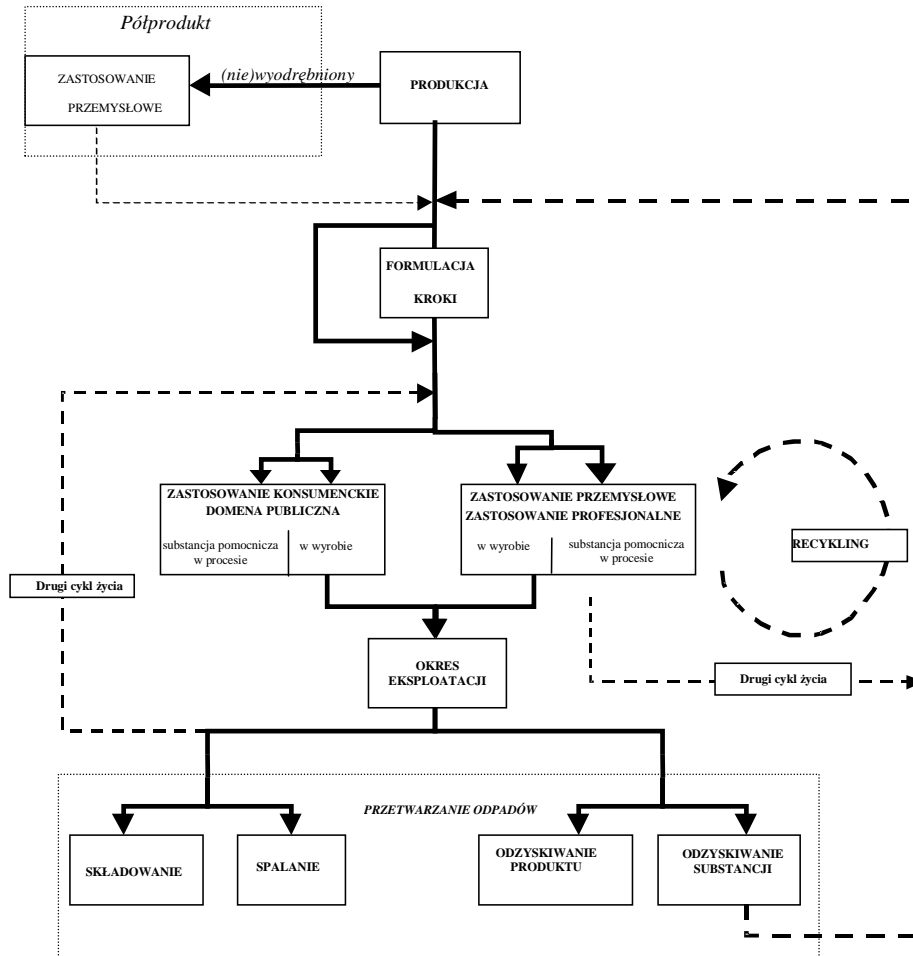 Półprodukt
ZASTOSOWANIE
PRZEMYSŁOWE
(nie)wyodrębniony
PRODUKCJA
FORMULACJA
KROKI
ZASTOSOWANIE KONSUMENCKIE
DOMENA PUBLICZNA
substancja pomocnicza
w procesie
w wyrobie
ZASTOSOWANIE PRZEMYSŁOWE
ZASTOSOWANIE PROFESJONALNE
w wyrobie
substancja pomocnicza
w procesie
RECYKLING
Drugi cykl życia
OKRES
EKSPLOATACJI
Drugi cykl życia
PRZETWARZANIE ODPADÓW
SKŁADOWANIE
SPALANIE
ODZYSKIWANIE
PRODUKTU
ODZYSKIWANIE
SUBSTANCJI